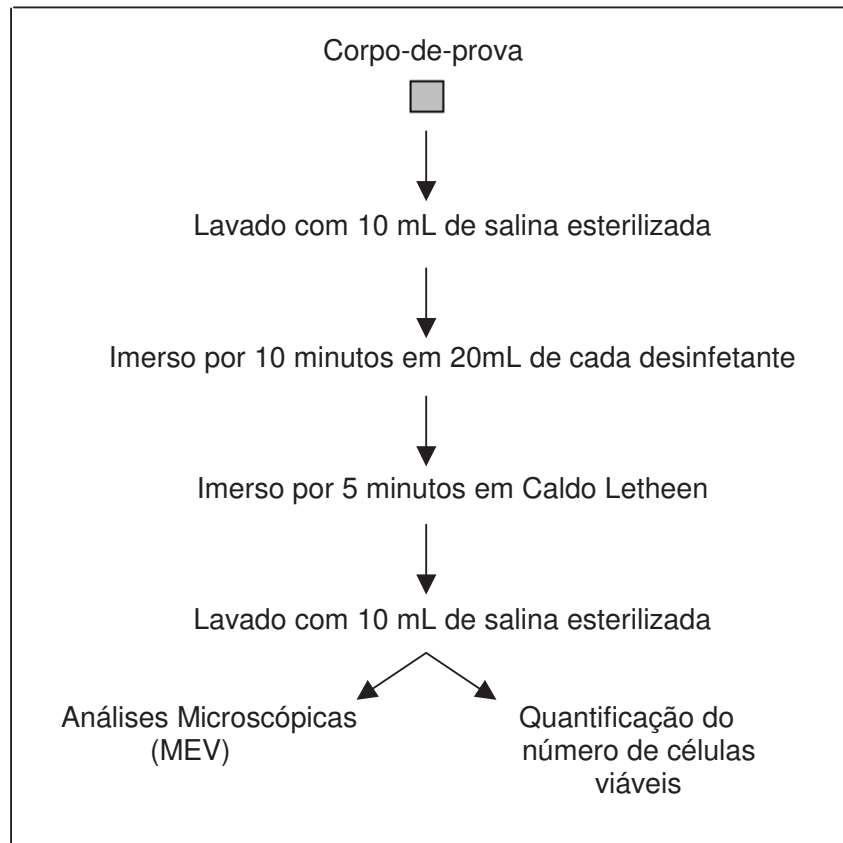 Corpo-de-prova
Lavado com 10 mL de salina esterilizada
Imerso por 10 minutos em 20mL de cada desinfetante
Imerso por 5 minutos em Caldo Letheen
Lavado com 10 mL de salina esterilizada
Análises Microscópicas
(MEV)
Quantificação do
número de células
viáveis